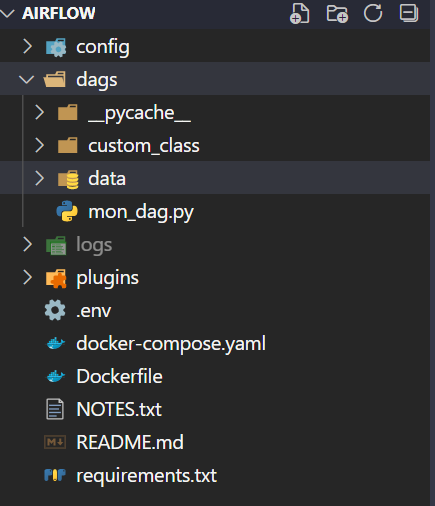 AIRFLOW
config
dags
__pycache__
custom_class
data
mon_dag.py
logs
plugins
.env
docker-compose.yaml
Dockerfile
NOTES.txt
README.md
requirements.txt